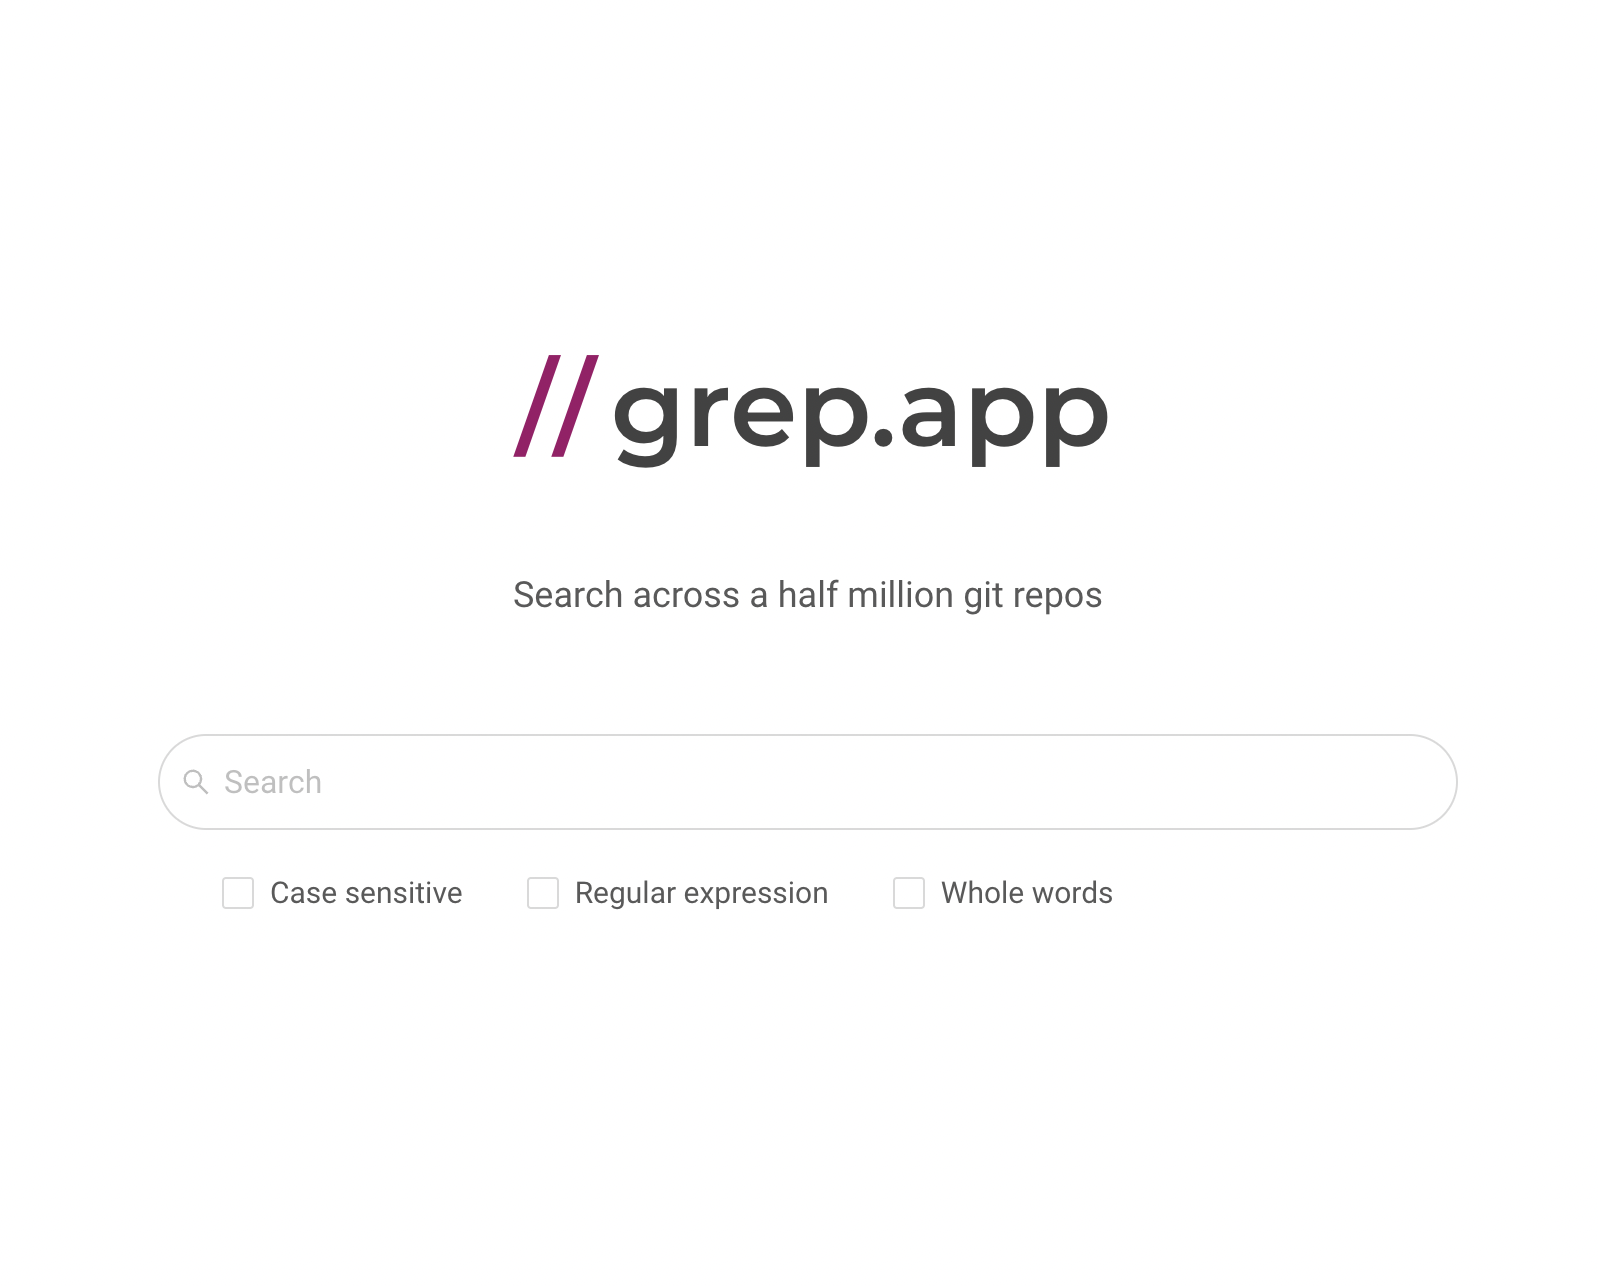 // grep.app
Search across a half million git repos
Search
Case sensitive Regular expression Whole words